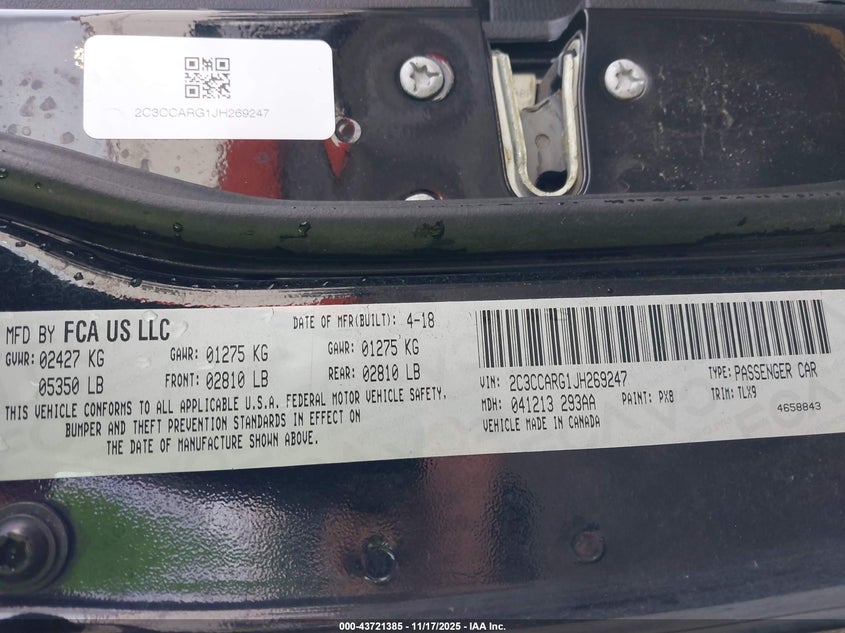 2C3CCARG1JH269247
MFD BY FCA US LLC
DATE OF MFR(BUILT): 4-18
GVWR: 02427 KG
GAWR: 01275 KG
GAWR: 01275 KG
05350 LB
FRONT: 02810 LB
REAR: 02810 LB
THIS VEHICLE CONFORMS TO ALL APPLICABLE U.S.A. FEDERAL MOTOR VEHICLE SAFETY,
BUMPER AND THEFT PREVENTION STANDARDS IN EFFECT ON
THE DATE OF MANUFACTURE SHOWN ABOVE.
VIN: 2C3CCARG1JH269247
TYPE: PASSENGER CAR
MDH: 041213 293AA
PAINT: PX8
TRIM: TLX9
VEHICLE MADE IN CANADA
4658843
000-43721385 — 11/17/2025 — IAA Inc.